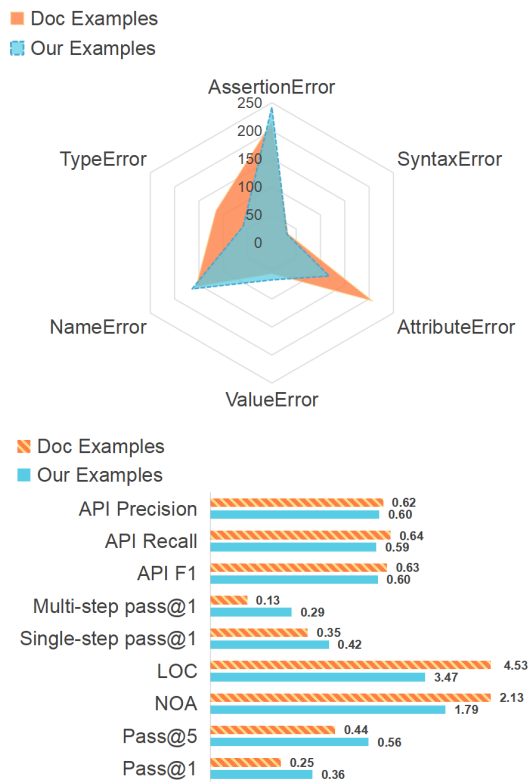 Doc Examples
Our Examples
AssertionError
250
200
150
100
50
0
TypeError
SyntaxError
NameError
AttributeError
ValueError
Doc Examples
Our Examples
API Precision 0.62
0.60
API Recall 0.64
0.59
API F1 0.63
0.60
Multi-step pass@1 0.13
0.29
Single-step pass@1 0.35
0.42
LOC 4.53
3.47
NOA 2.13
1.79
Pass@5 0.44
0.56
Pass@1 0.25
0.36